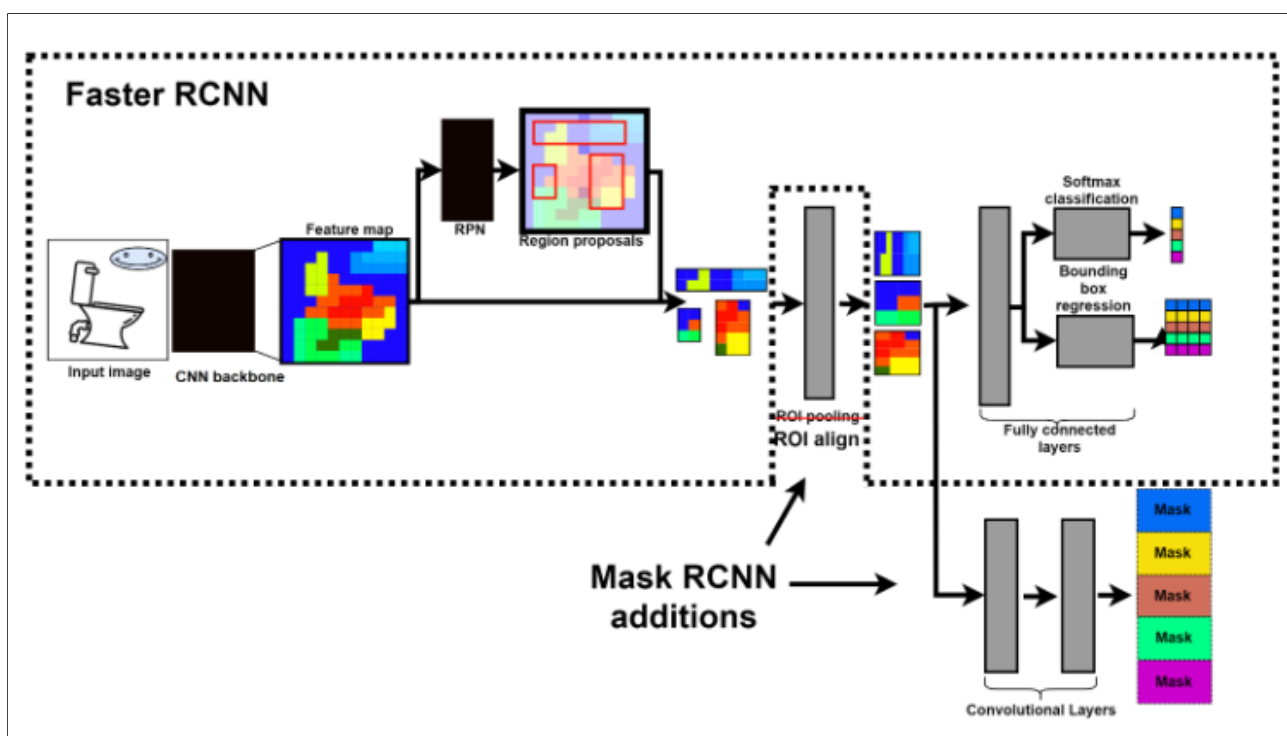 Faster RCNN
Input image
CNN backbone
Feature map
RPN
Region proposals
ROI pooling
ROI align
Softmax
classification
Bounding
box
regression
Fully connected
layers
Mask RCNN
additions
Convolutional Layers
Mask
Mask
Mask
Mask
Mask